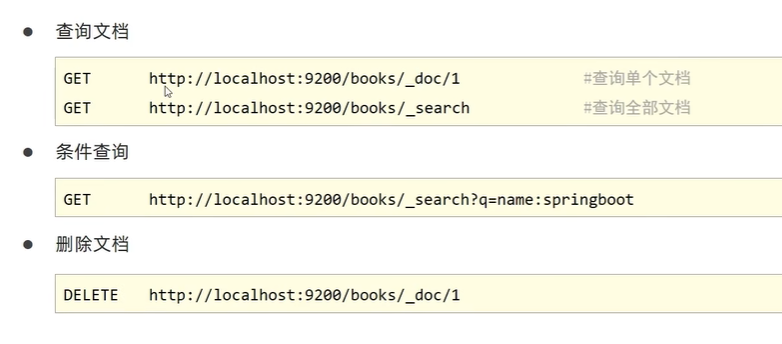 查询文档
GET http://localhost:9200/books/_doc/1 #查询单个文档
GET http://localhost:9200/books/_search #查询全部文档
条件查询
GET http://localhost:9200/books/_search?q=name:springboot
删除文档
DELETE http://localhost:9200/books/_doc/1